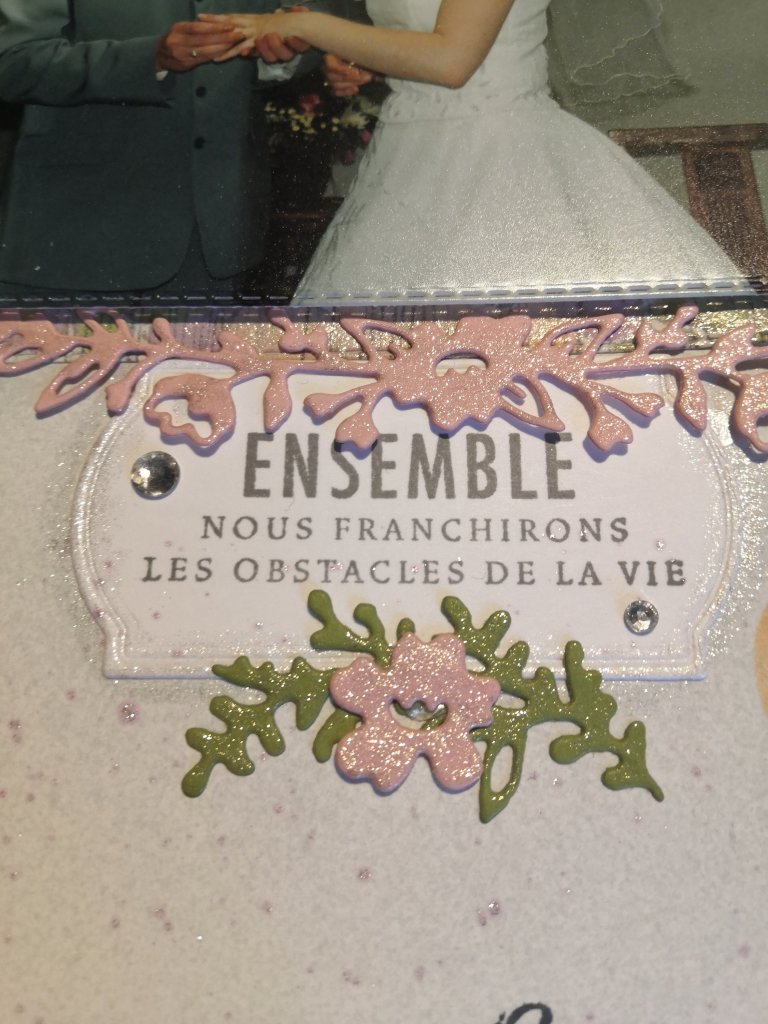 ENSEMBLE
NOUS FRANCHIRONS
LES OBSTACLES DE LA VIE